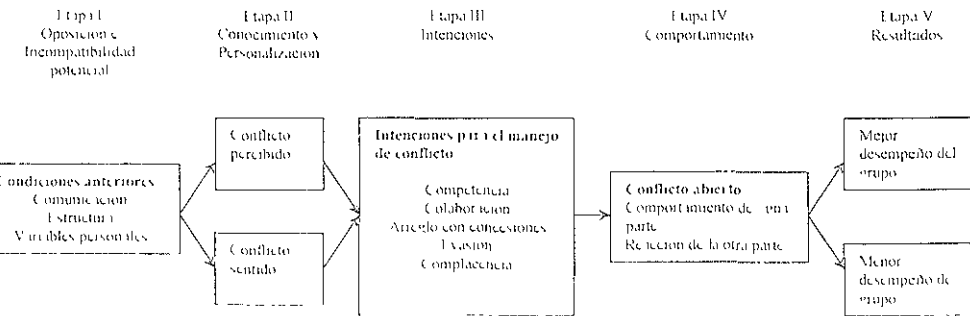 Etapa I
Oposición e
Incompatibilidad
potencial
Etapa II
Conocimiento y
Personalización
Etapa III
Intenciones
Etapa IV
Comportamiento
Etapa V
Resultados
Condiciones anteriores
Comunicación
Estructura
Variables personales
Conflicto
percibido
Conflicto
sentido
Intenciones para el manejo
de conflicto
Competencia
Colaboración
Arreglo con concesiones
Evasión
Complacencia
Conflicto abierto
Comportamiento de una
parte
Reacción de la otra parte
Mejor
desempeño del
grupo
Menor
desempeño de
grupo